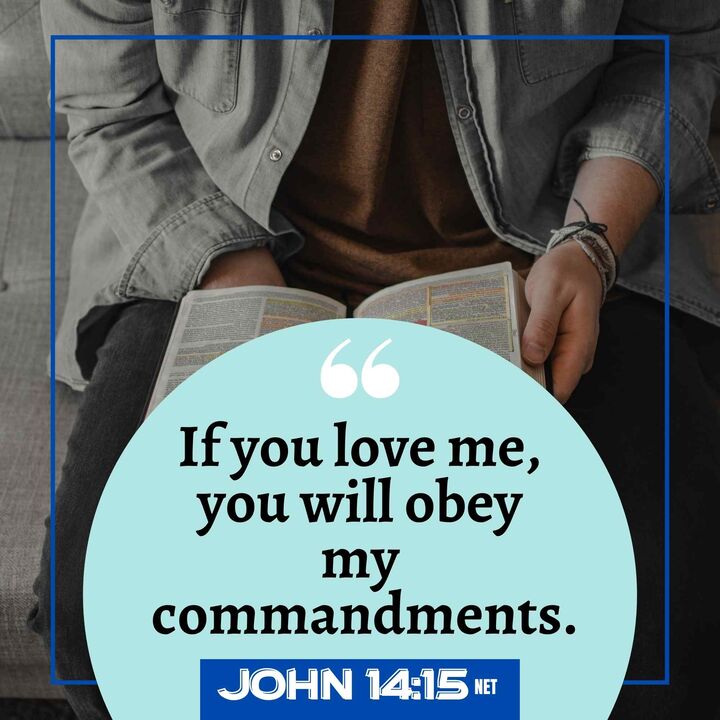 “
If you love me,
you will obey
my
commandments.
JOHN 14:15 NET